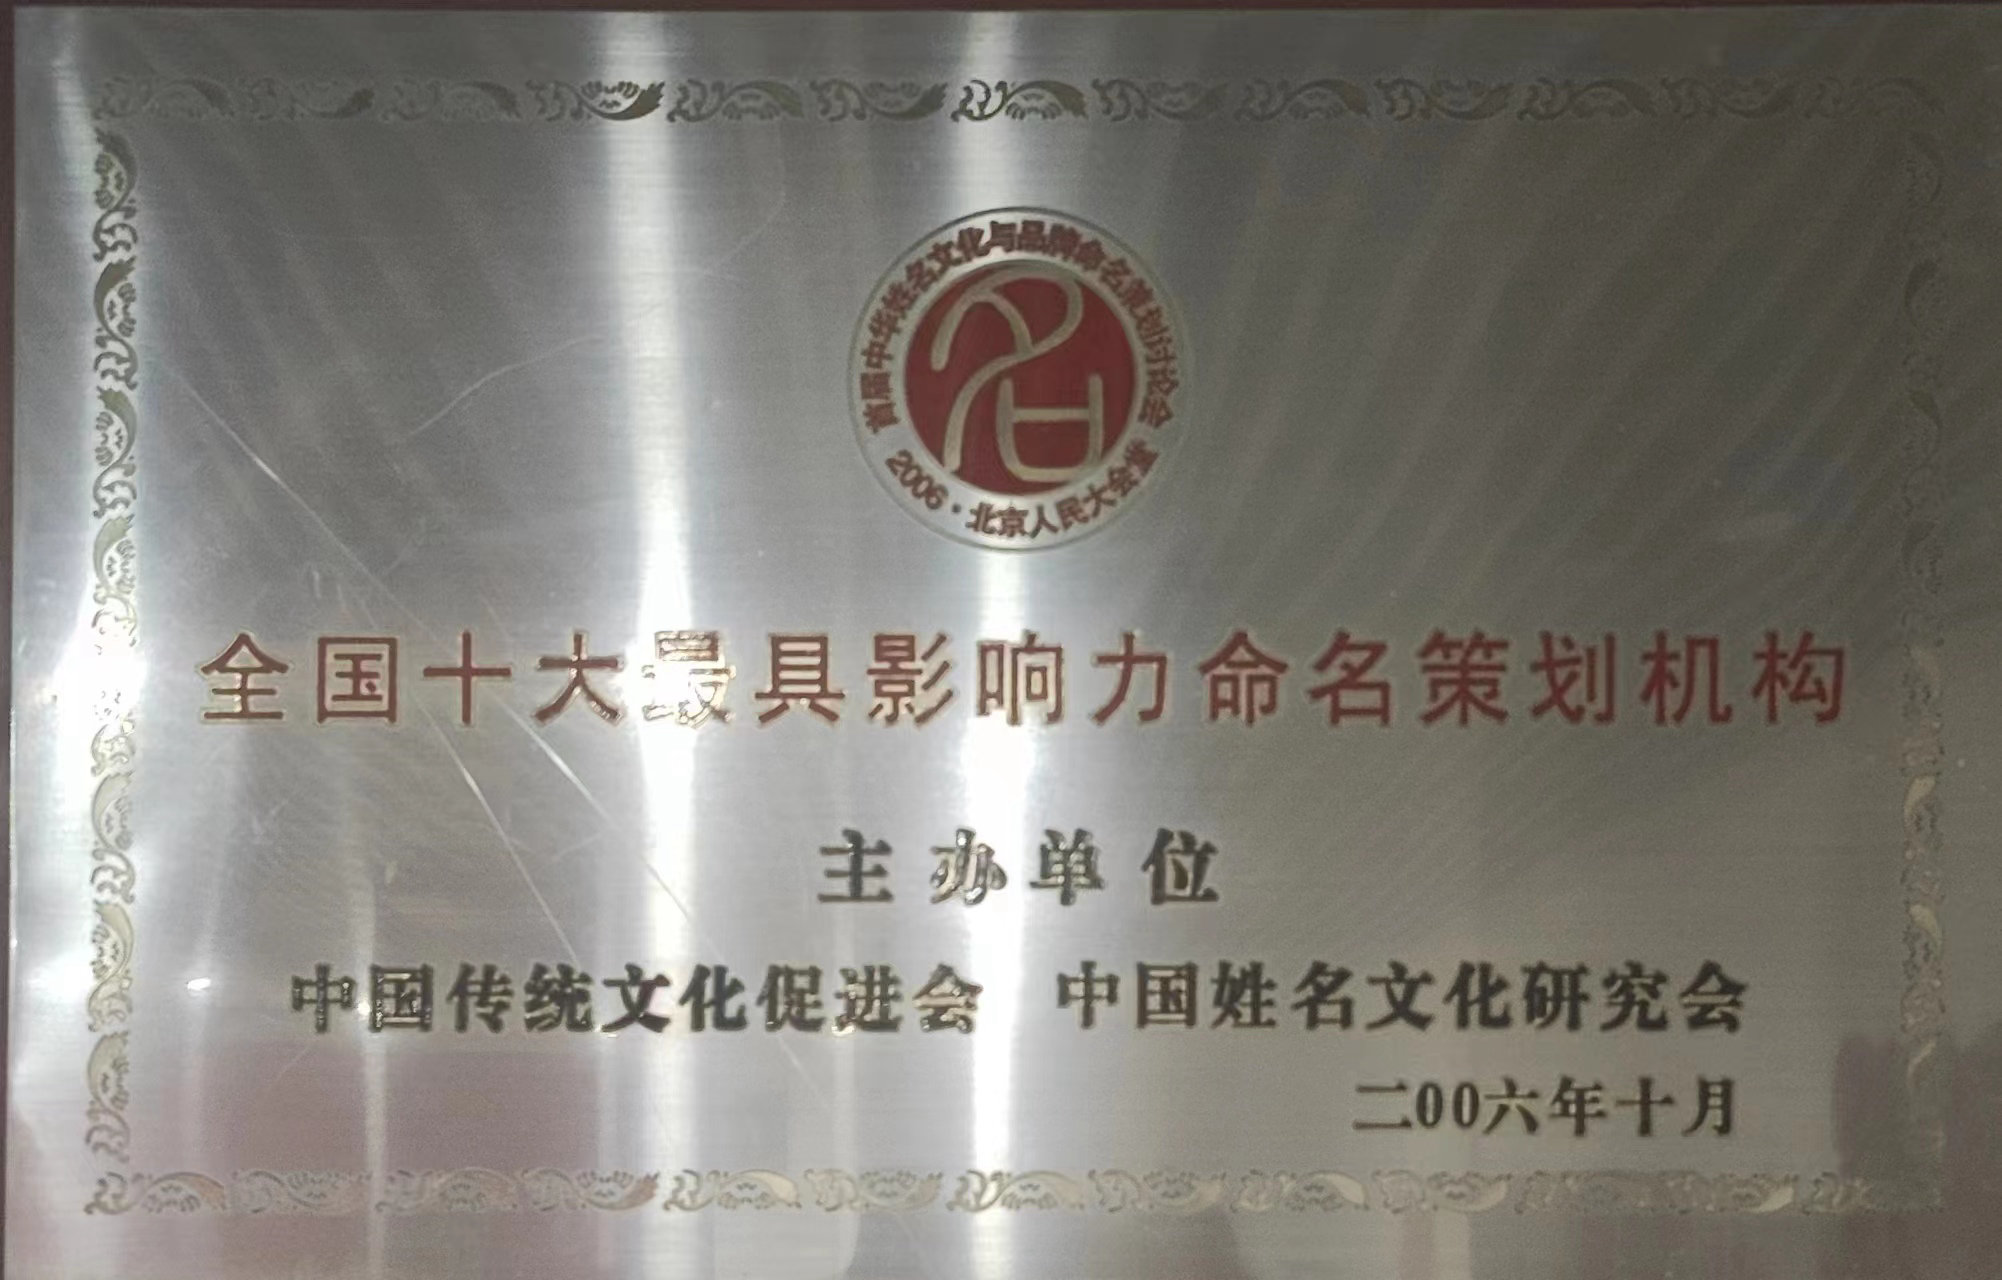 首届中华姓名文化与品牌命名策划讨论会
名
2006·北京人民大会堂
全国十大最具影响力命名策划机构
主办单位
中国传统文化促进会 中国姓名文化研究会
二00六年十月